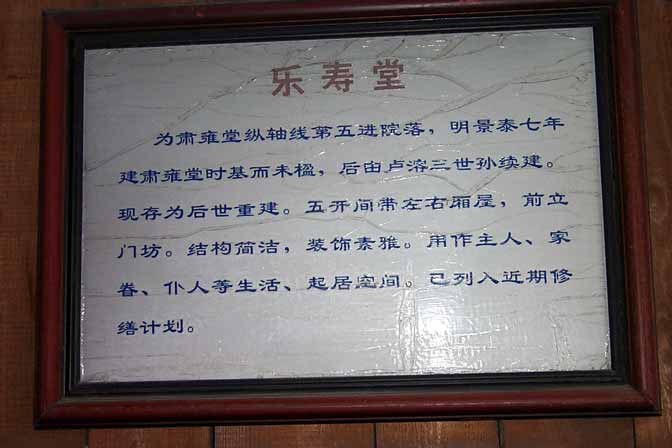 乐寿堂
为肃雍堂纵轴线第五进院落，明景泰七年
建肃雍堂时基而未楹，后由卢溶三世孙续建。
现存为后世重建。五开间带左右厢屋，前立
门坊。结构简洁，装饰素雅。用作主人、家
眷、仆人等生活、起居空间。已列入近期修
缮计划。